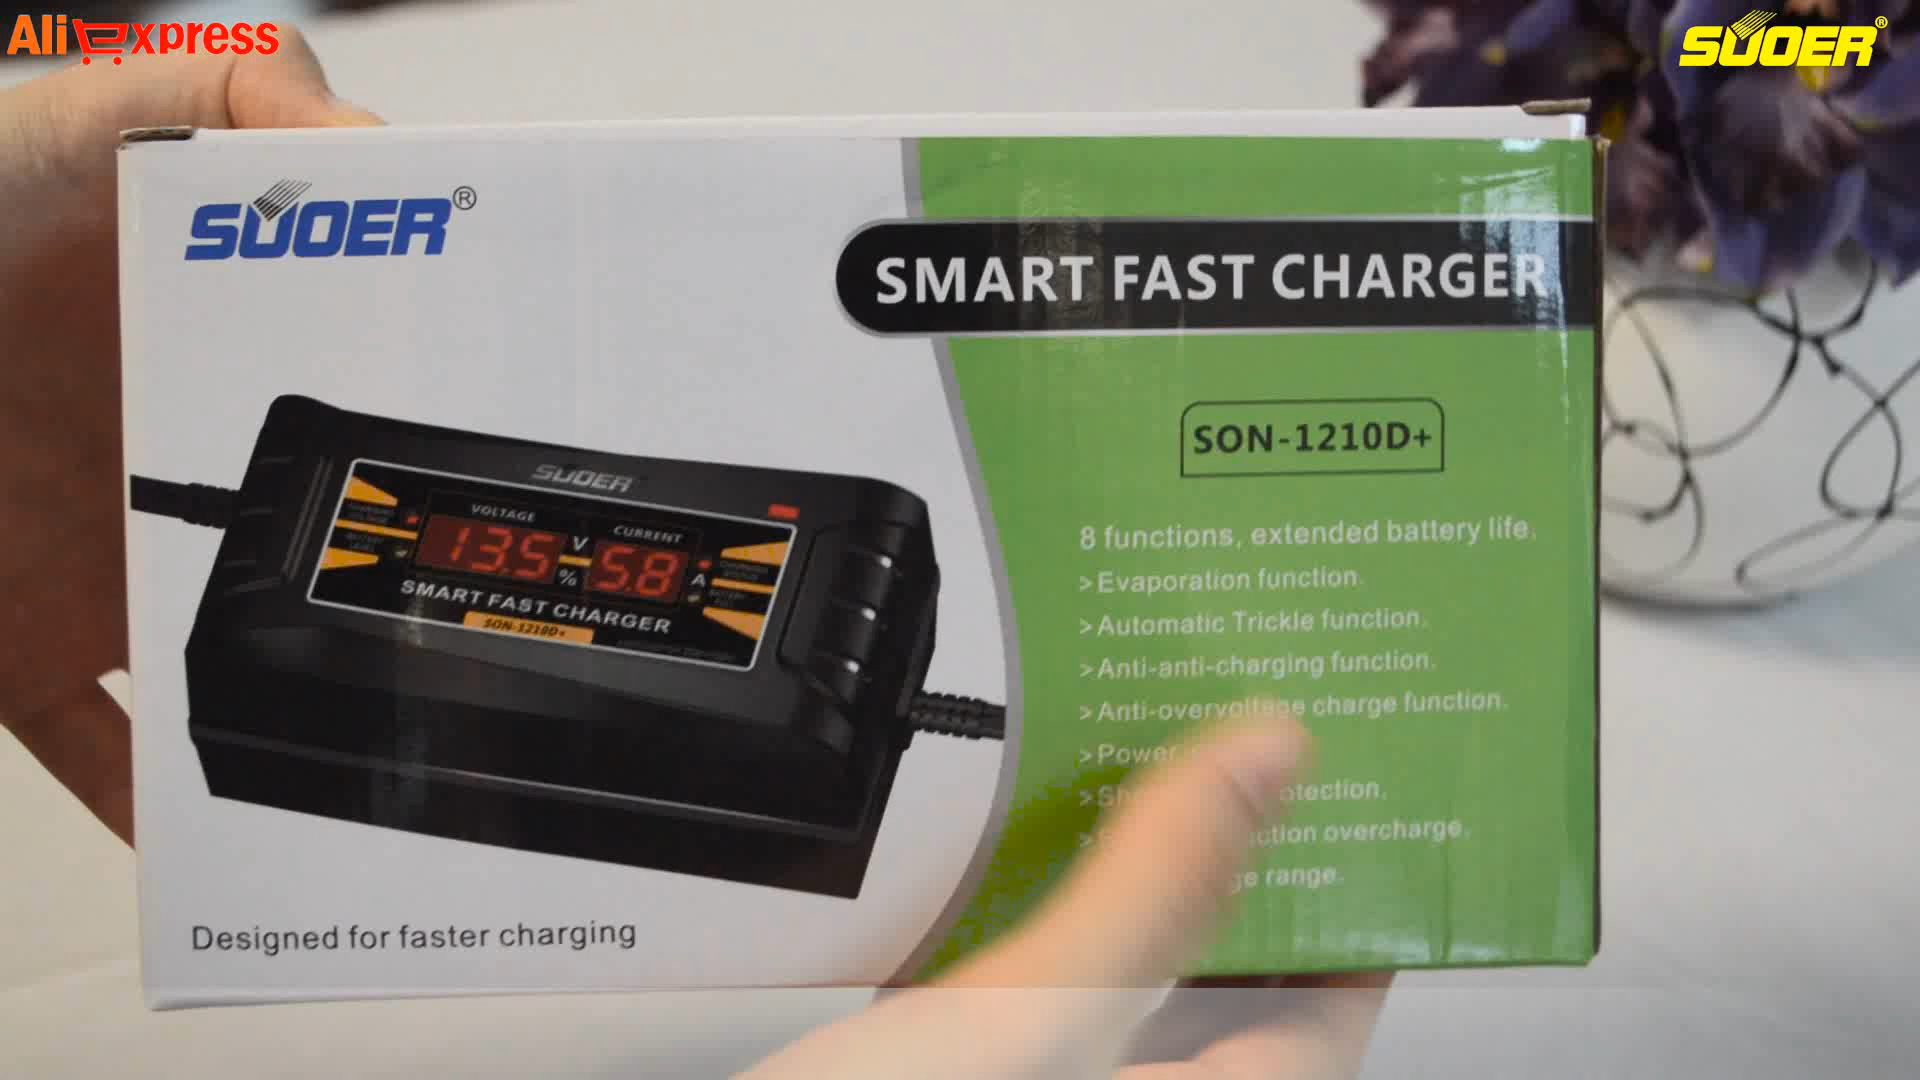 AliExpress
SUOER®
SUOER®
SMART FAST CHARGER
SON-1210D+
8 functions, extended battery life.
>Evaporation function.
>Automatic Trickle function.
>Anti-anti-charging function.
>Anti-overvoltage charge function.
>Power
>Sh otection.
> ction overcharge.
ge range.
SUOER
VOLTAGE
CURRENT
13.5 V 5.8 A
%
SMART FAST CHARGER
SON-1210D+
Designed for faster charging